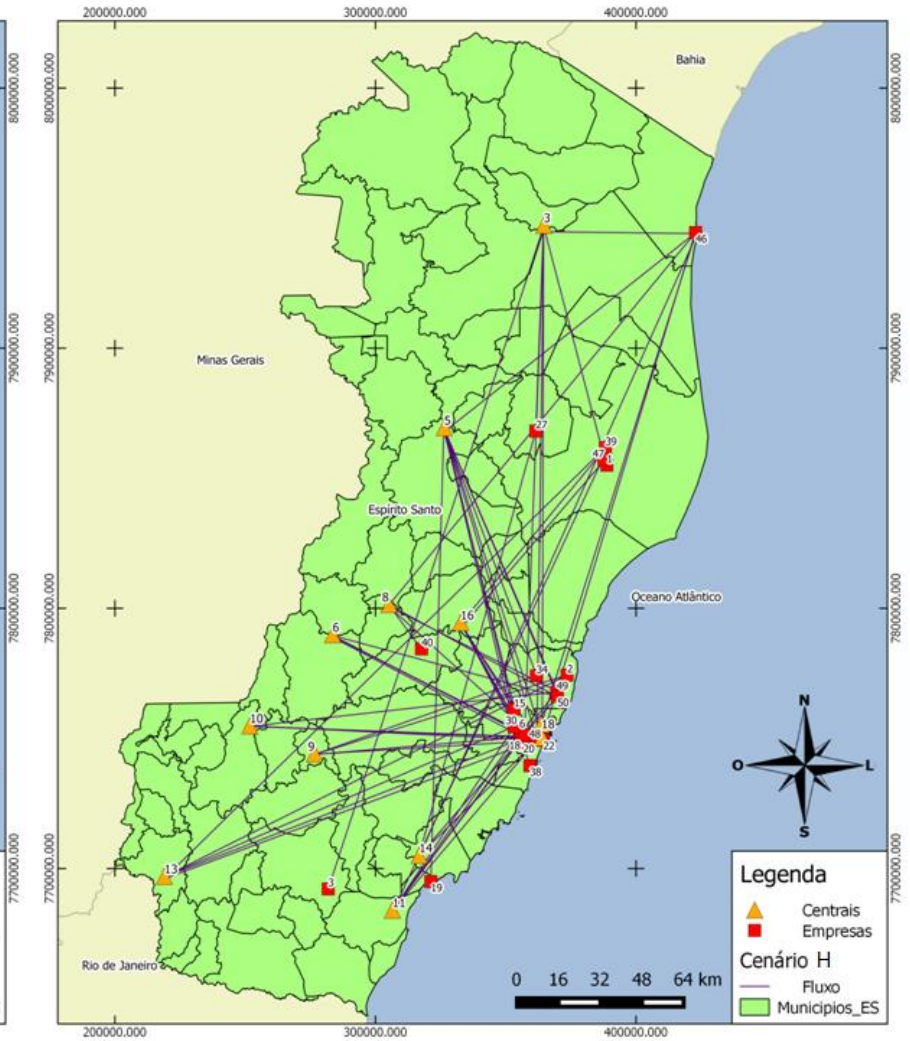 200000.000 300000.000 400000.000
Bahia
8000000.000
8000000.000
3
46
7900000.000
7900000.000
Minas Gerais
5
27
39
47
1
Espírito Santo
8
Oceano Atlântico
7800000.000
7800000.000
16
6
40
34
2
49
15
50
10
30
6
18
48
9
18
20
22
38
N
O
L
S
14
13
3
19
11
7700000.000
7700000.000
Rio de Janeiro
0 16 32 48 64 km
Legenda
Centrais
Empresas
Cenário H
Fluxo
Municipios_ES
200000.000 300000.000 400000.000